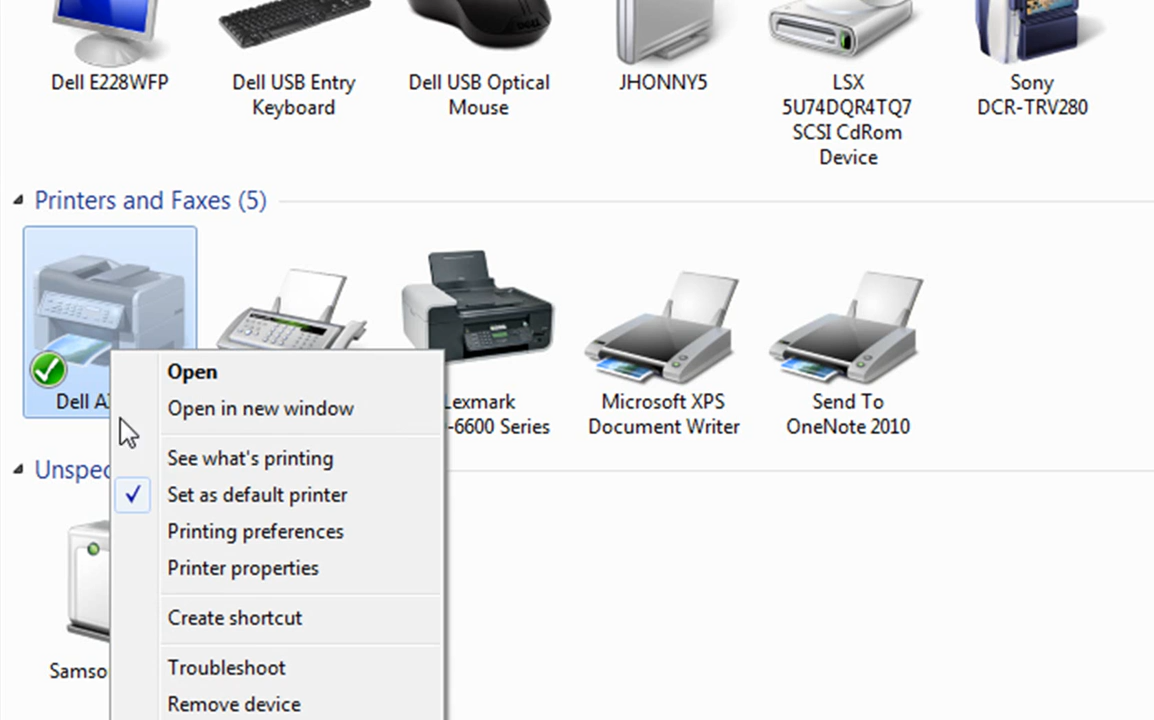 Dell E228WFP
Dell USB Entry
Keyboard
Dell USB Optical
Mouse
JHONNY5
LSX
5U74DQR4TQ7
SCSI CdRom
Device
Sony
DCR-TRV280
Printers and Faxes (5)
Dell
Lexmark
-6600 Series
Microsoft XPS
Document Writer
Send To
OneNote 2010
Open
Open in new window
See what's printing
Set as default printer
Printing preferences
Printer properties
Create shortcut
Troubleshoot
Remove device